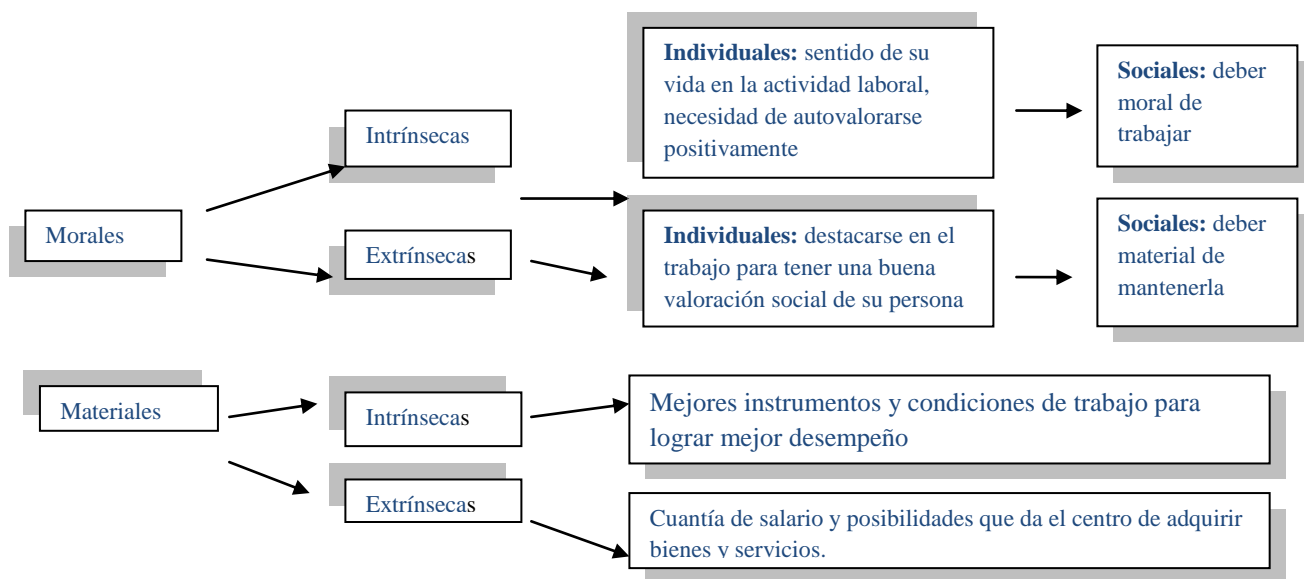 Morales
Intrínsecas
Individuales: sentido de su
vida en la actividad laboral,
necesidad de autovalorarse
positivamente
Sociales: deber
moral de
trabajar
Extrínsecas
Individuales: destacarse en el
trabajo para tener una buena
valoración social de su persona
Sociales: deber
material de
mantenerla
Materiales
Intrínsecas
Mejores instrumentos y condiciones de trabajo para
lograr mejor desempeño
Extrínsecas
Cuantía de salario y posibilidades que da el centro de adquirir
bienes y servicios.